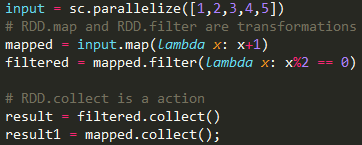 input = sc.parallelize([1,2,3,4,5])
# RDD.map and RDD.filter are transformations
mapped = input.map(lambda x: x+1)
filtered = mapped.filter(lambda x: x%2 == 0)
# RDD.collect is a action
result = filtered.collect()
result1 = mapped.collect();